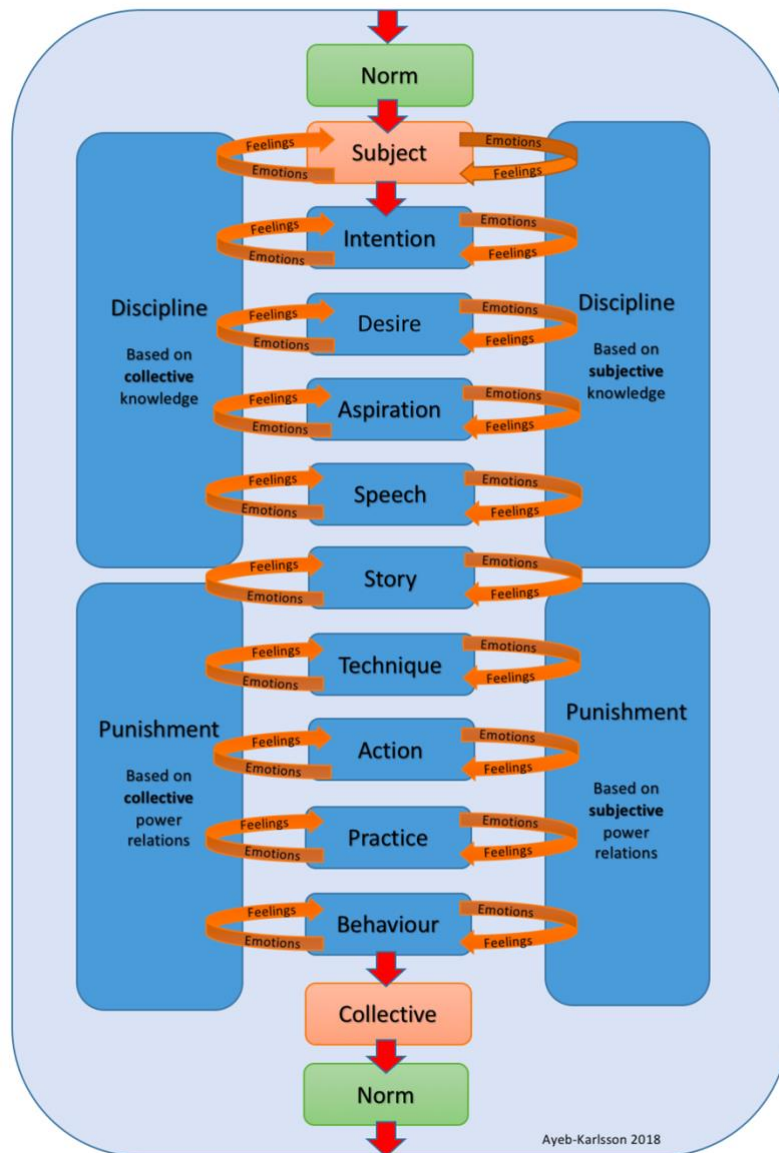 Norm
Feelings
Emotions
Subject
Emotions
Feelings
Feelings
Emotions
Intention
Emotions
Feelings
Discipline
Based on
collective
knowledge
Discipline
Based on
subjective
knowledge
Feelings
Emotions
Desire
Emotions
Feelings
Feelings
Emotions
Aspiration
Emotions
Feelings
Feelings
Emotions
Speech
Emotions
Feelings
Feelings
Emotions
Story
Emotions
Feelings
Feelings
Emotions
Technique
Emotions
Feelings
Punishment
Based on
collective
power
relations
Punishment
Based on
subjective
power
relations
Feelings
Emotions
Action
Emotions
Feelings
Feelings
Emotions
Practice
Emotions
Feelings
Feelings
Emotions
Behaviour
Emotions
Feelings
Collective
Norm
Ayeb-Karlsson 2018